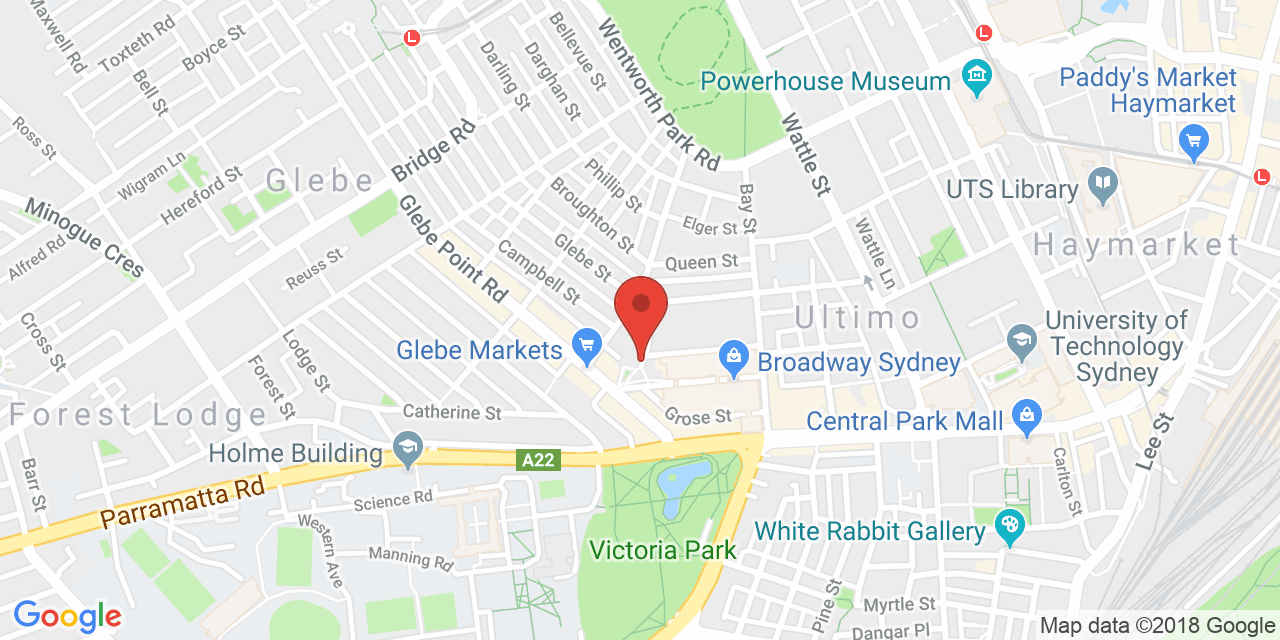 Maxwell Rd
Toxteth Rd
Boyce St
Bell St
Darling St
Darghan St
Bellevue St
Wentworth Park Rd
Powerhouse Museum
Paddy's Market
Haymarket
Wattle St
Ross St
Wigram Ln
Hereford St
Glebe
Bridge Rd
Phillip St
Bay St
UTS Library
Minogue Cres
Alfred Rd
Glebe Point Rd
Broughton St
Elger St
Wattle Ln
Haymarket
Reuss St
Campbell St
Glebe St
Queen St
Cross St
Lodge St
Ultimo
University of
Technology
Sydney
Glebe Markets
Broadway Sydney
Forest St
Forest Lodge
Catherine St
Grose St
Central Park Mall
Lee St
Holme Building
A22
Barr St
Parramatta Rd
Science Rd
Carlton St
Western Ave
Manning Rd
Victoria Park
White Rabbit Gallery
Pine St
Myrtle St
Dangar Pl
Google
Map data ©2018 Google
L
L
L